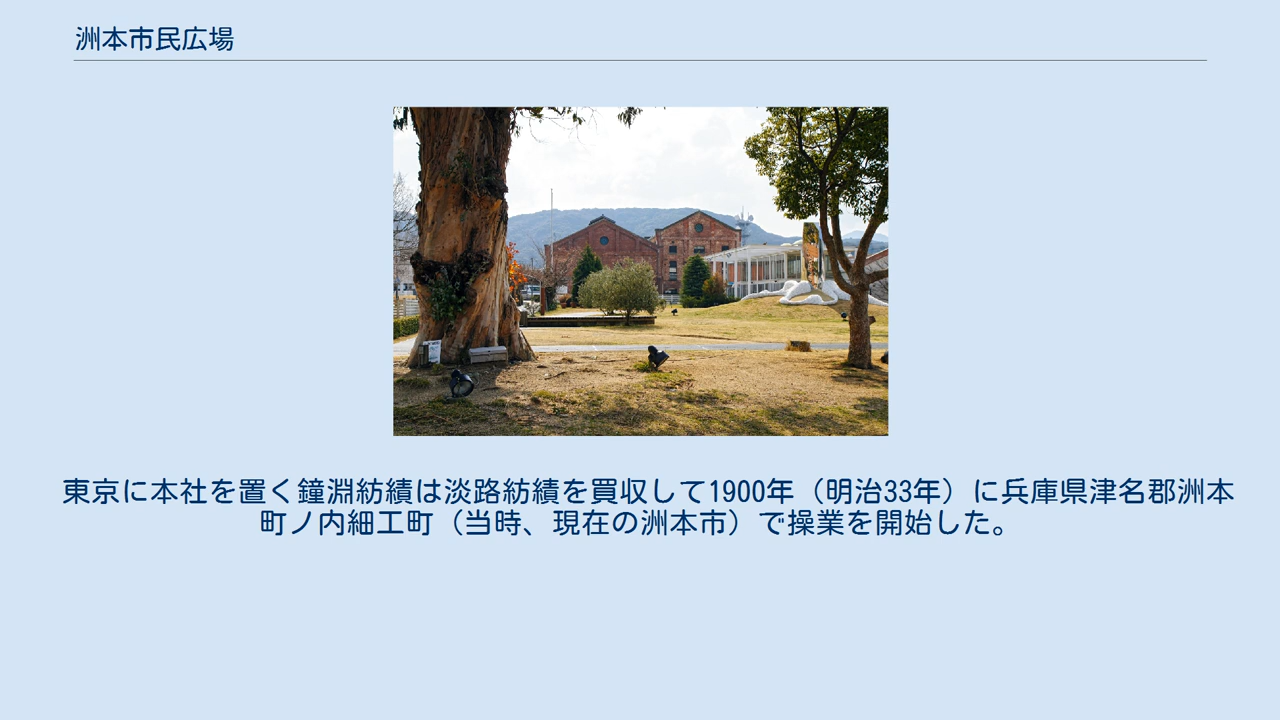 洲本市民広場
東京に本社を置く鐘淵紡績は淡路紡績を買収して1900年（明治33年）に兵庫県津名郡洲本
町ノ内細工町（当時、現在の洲本市）で操業を開始した。